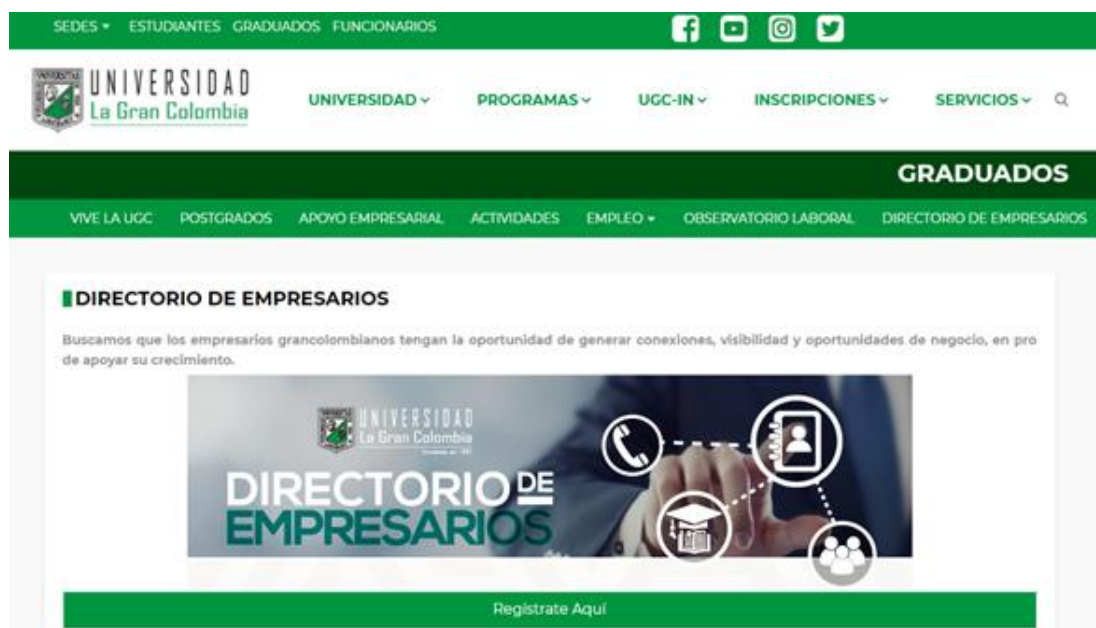 SEDES ESTUDIANTES GRADUADOS FUNCIONARIOS
UNIVERSIDAD
La Gran Colombia
UNIVERSIDAD PROGRAMAS UGC-IN INSCRIPCIONES SERVICIOS
GRADUADOS
VIVE LA UGC POSTGRADOS APOYO EMPRESARIAL ACTIVIDADES EMPLEO OBSERVATORIO LABORAL DIRECTORIO DE EMPRESARIOS
DIRECTORIO DE EMPRESARIOS
Buscamos que los empresarios grancolombianos tengan la oportunidad de generar conexiones, visibilidad y oportunidades de negocio, en pro
de apoyar su crecimiento.
UNIVERSIDAD
La Gran Colombia
DIRECTORIO DE
EMPRESARIOS
Regístrate Aquí